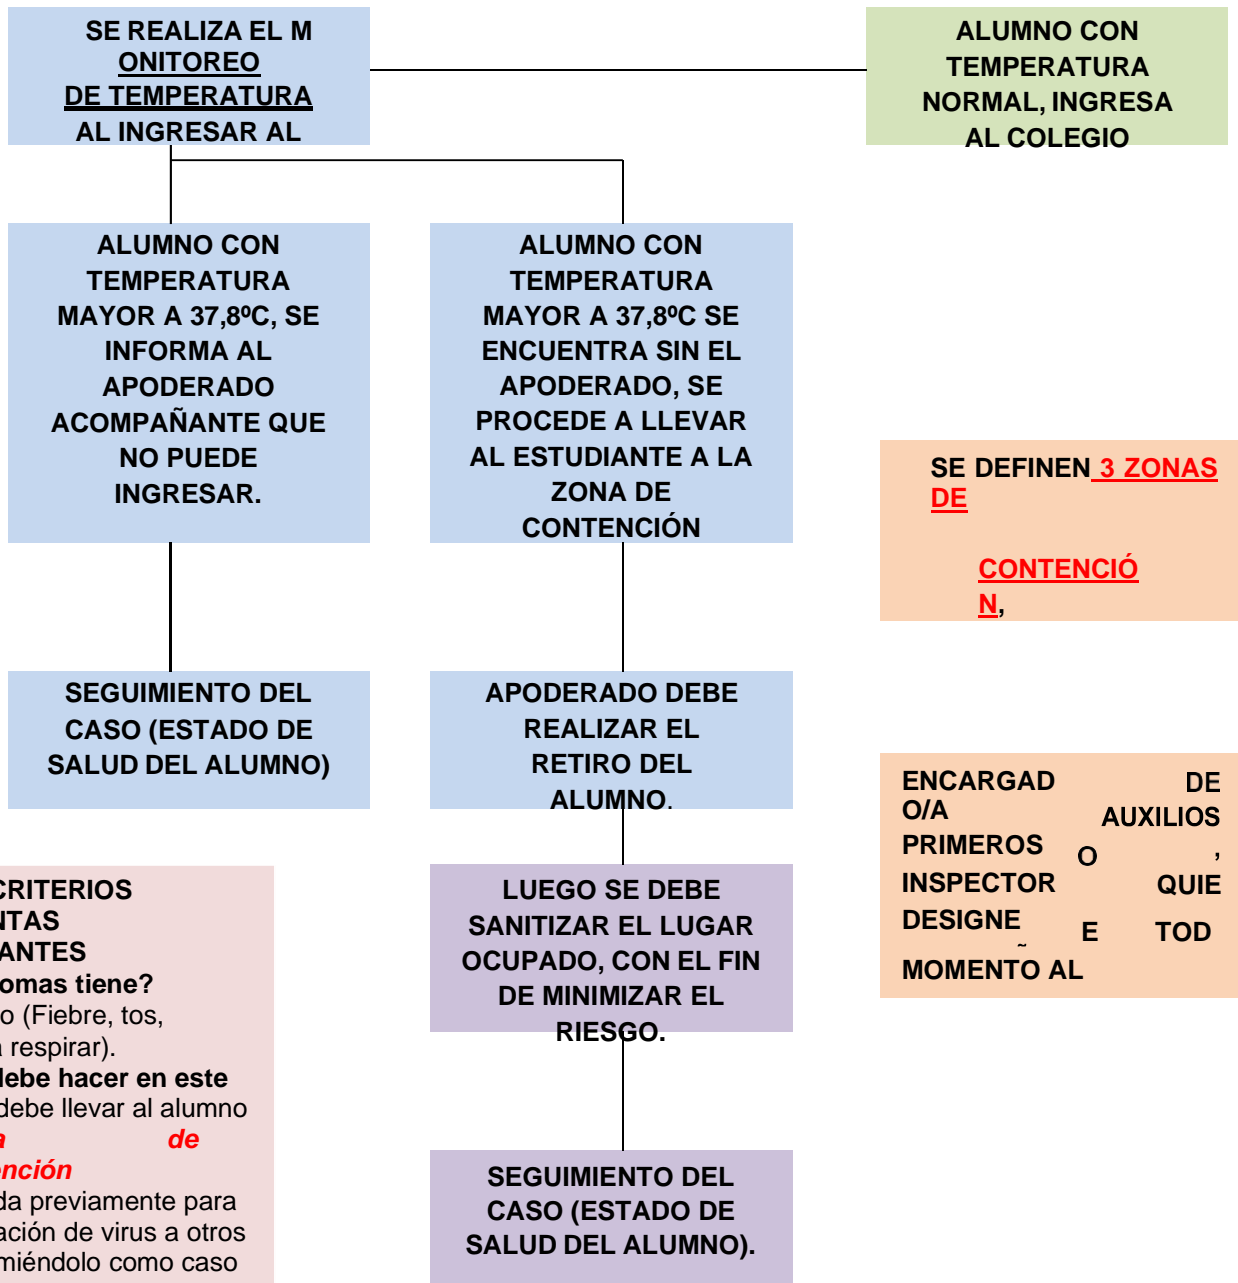 SE REALIZA EL M
ONITOREO
DE TEMPERATURA
AL INGRESAR AL
ALUMNO CON
TEMPERATURA
NORMAL, INGRESA
AL COLEGIO
ALUMNO CON
TEMPERATURA
MAYOR A 37,8ºC, SE
INFORMA AL
APODERADO
ACOMPAÑANTE QUE
NO PUEDE
INGRESAR.
ALUMNO CON
TEMPERATURA
MAYOR A 37,8ºC SE
ENCUENTRA SIN EL
APODERADO, SE
PROCEDE A LLEVAR
AL ESTUDIANTE A LA
ZONA DE
CONTENCIÓN
SE DEFINEN 3 ZONAS
DE
CONTENCIÓ
N,
SEGUIMIENTO DEL
CASO (ESTADO DE
SALUD DEL ALUMNO)
APODERADO DEBE
REALIZAR EL
RETIRO DEL
ALUMNO.
ENCARGAD DE
O/A AUXILIOS
PRIMEROS O ,
INSPECTOR QUIE
DESIGNE E TOD
MOMENTO AL
CRITERIOS
NTAS
ANTES
omas tiene?
o (Fiebre, tos,
a respirar).
debe hacer en este
debe llevar al alumno
a de
ención
da previamente para
ación de virus a otros
miéndolo como caso
LUEGO SE DEBE
SANITIZAR EL LUGAR
OCUPADO, CON EL FIN
DE MINIMIZAR EL
RIESGO.
SEGUIMIENTO DEL
CASO (ESTADO DE
SALUD DEL ALUMNO).